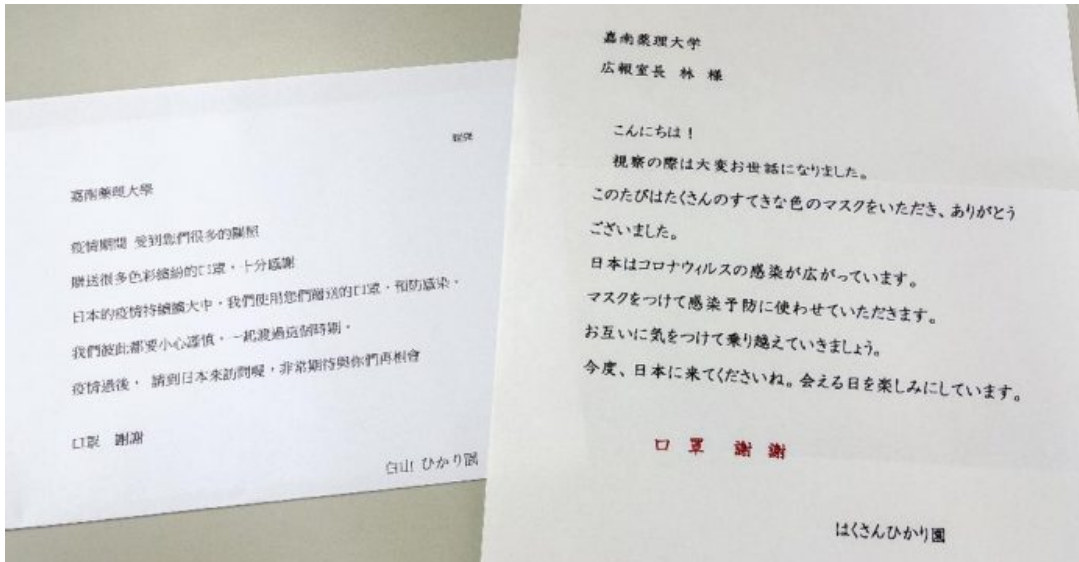 嘉南薬理大學
疫情期間 受到您們很多的關照
贈送很多色彩繽紛的口罩，十分感謝
日本的疫情持續擴大中，我們使用您們贈送的口罩，預防感染。
我們彼此都要小心謹慎，一起渡過這個時期。
疫情過後， 請到日本來訪問喔，非常期待與你們再相會
口罩 謝謝
白山 ひかり園
嘉南薬理大学
広報室長 林 様
こんにちは！
視察の際は大変お世話になりました。
このたびはたくさんのすてきな色のマスクをいただき、ありがとう
ございました。
日本はコロナウィルスの感染が広がっています。
マスクをつけて感染予防に使わせていただきます。
お互いに気をつけて乗り越えていきましょう。
今度、日本に来てくださいね。会える日を楽しみにしています。
口罩 謝謝
はくさんひかり園